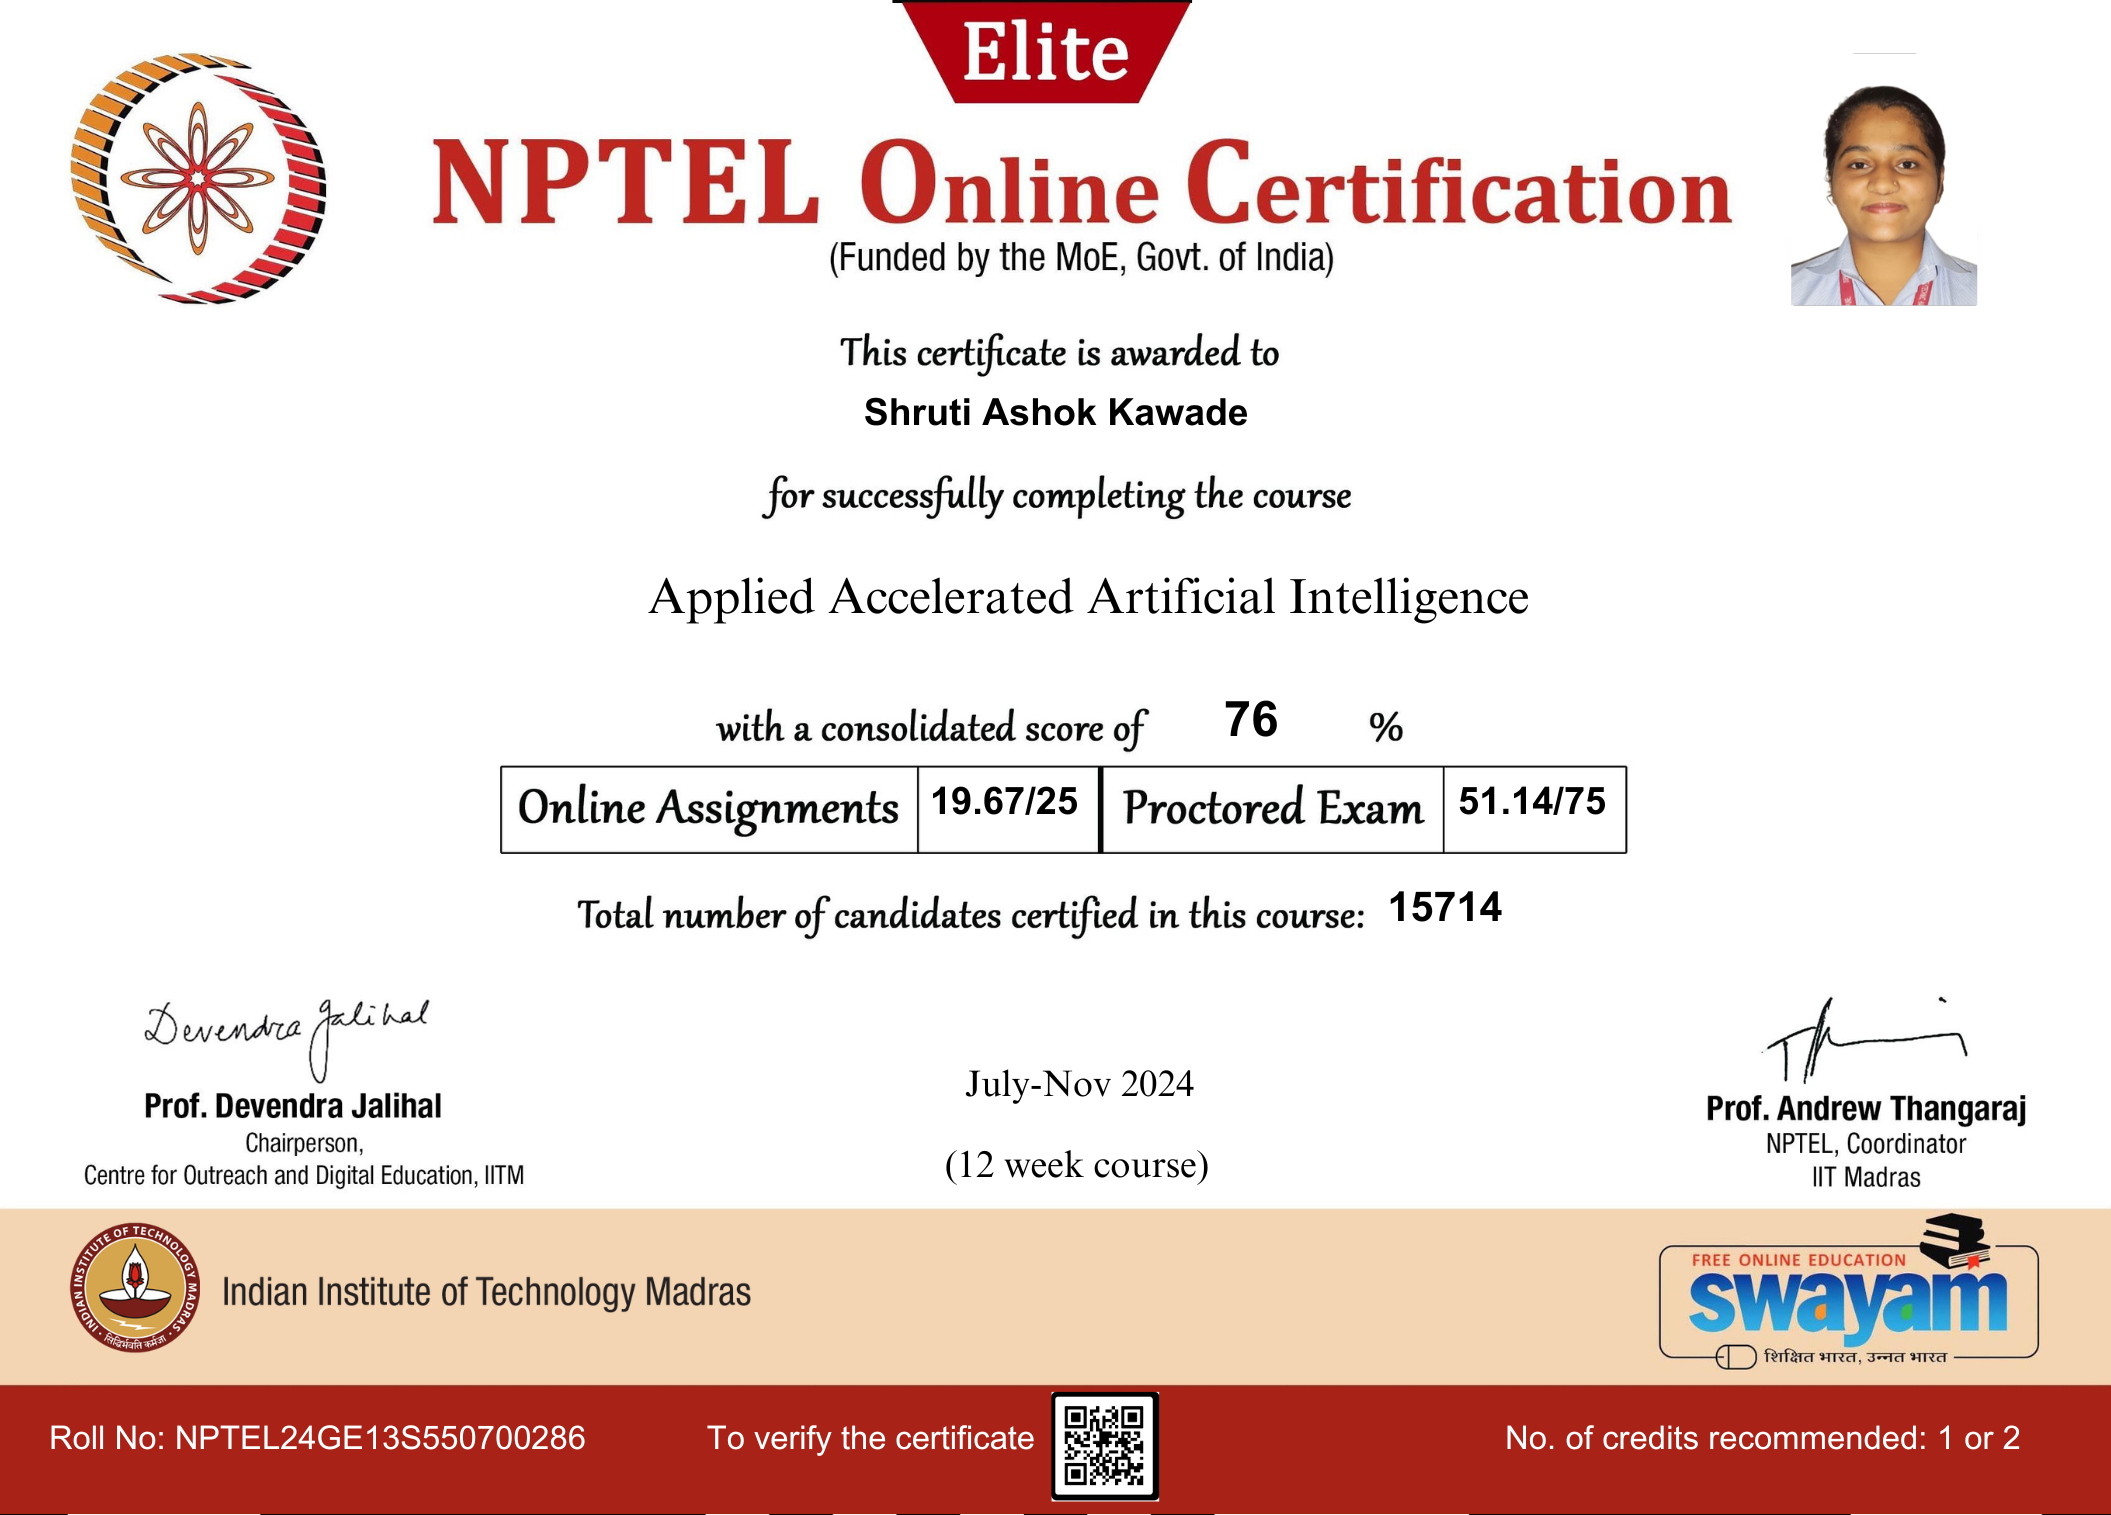 Elite
NPTEL Online Certification
(Funded by the MoE, Govt. of India)
This certificate is awarded to
Shruti Ashok Kawade
for successfully completing the course
Applied Accelerated Artificial Intelligence
with a consolidated score of 76 %
Online Assignments 19.67/25 Proctored Exam 51.14/75
Total number of candidates certified in this course: 15714
Devendra Jalihal
Prof. Devendra Jalihal
Chairperson,
Centre for Outreach and Digital Education, IITM
July-Nov 2024
(12 week course)
Prof. Andrew Thangaraj
NPTEL, Coordinator
IIT Madras
INDIAN INSTITUTE OF TECHNOLOGY MADRAS
सिद्धिर्भवति कर्मजा
Indian Institute of Technology Madras
FREE ONLINE EDUCATION
swayam
शिक्षित भारत, उन्नत भारत
Roll No: NPTEL24GE13S550700286
To verify the certificate
No. of credits recommended: 1 or 2